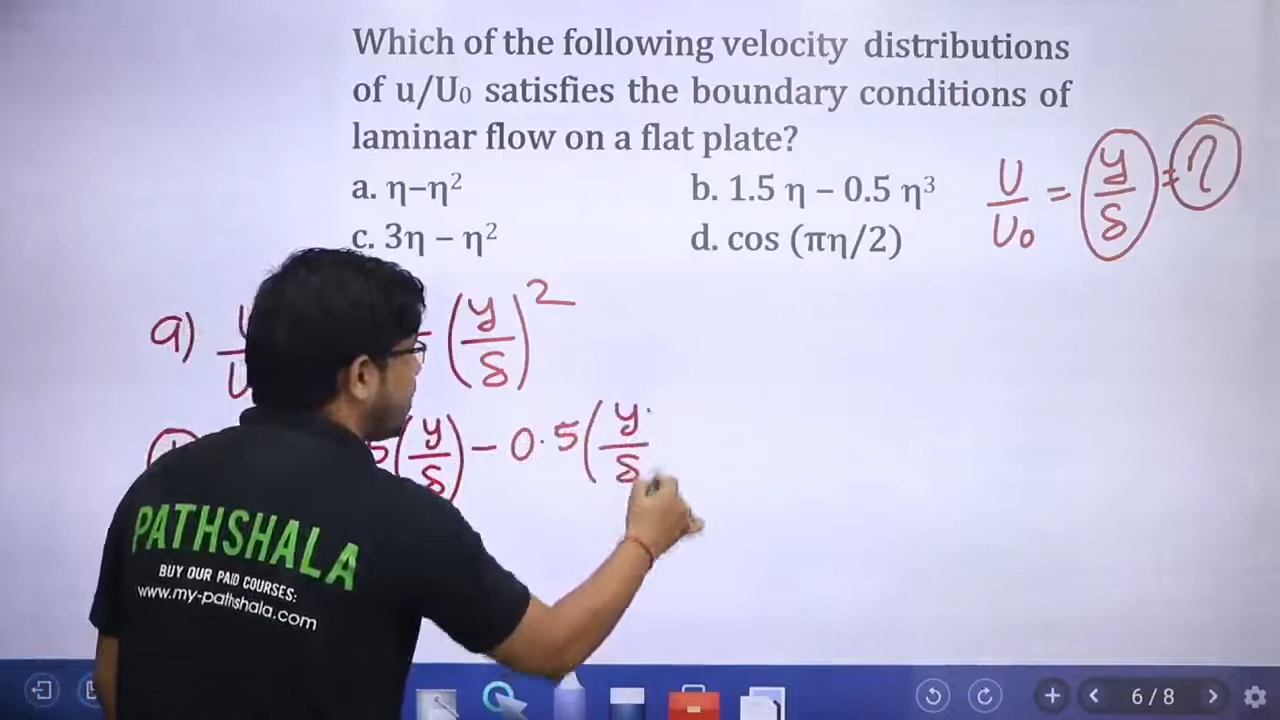 Which of the following velocity distributions
of u/U₀ satisfies the boundary conditions of
laminar flow on a flat plate?
a. η–η²
b. 1.5 η – 0.5 η³
c. 3η – η²
d. cos (πη/2)
U/U₀ = y/δ = η
a)
(y/δ)²
5(y/δ) – 0.5(y/δ
PATHSHALA
BUY OUR PAID COURSES:
www.my-pathshala.com
6 / 8